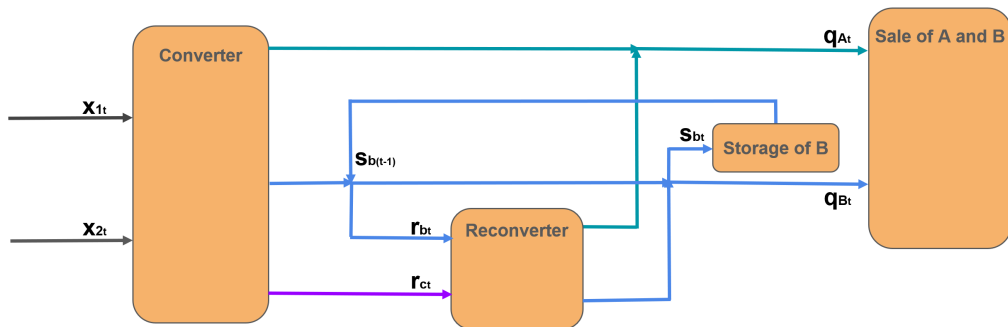 Converter
Sale of A and B
qAt
x1t
sbt
Storage of B
sb(t-1)
qBt
x2t
rbt
Reconverter
rct